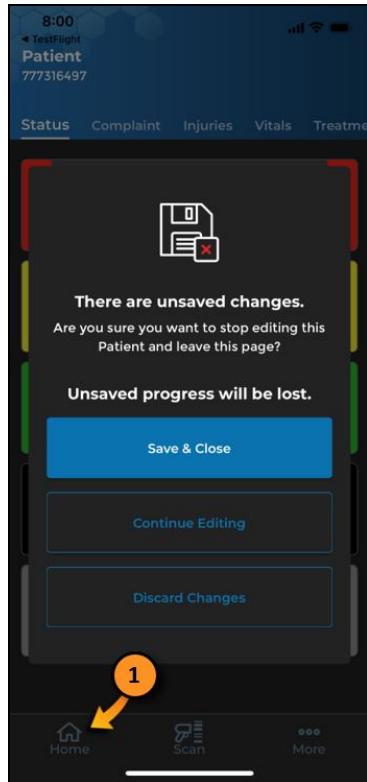 8:00
◀ TestFlight
Patient
777316497
Status Complaint Injuries Vitals Treatme
There are unsaved changes.
Are you sure you want to stop editing this
Patient and leave this page?
Unsaved progress will be lost.
Save & Close
Continue Editing
Discard Changes
1
Home Scan More